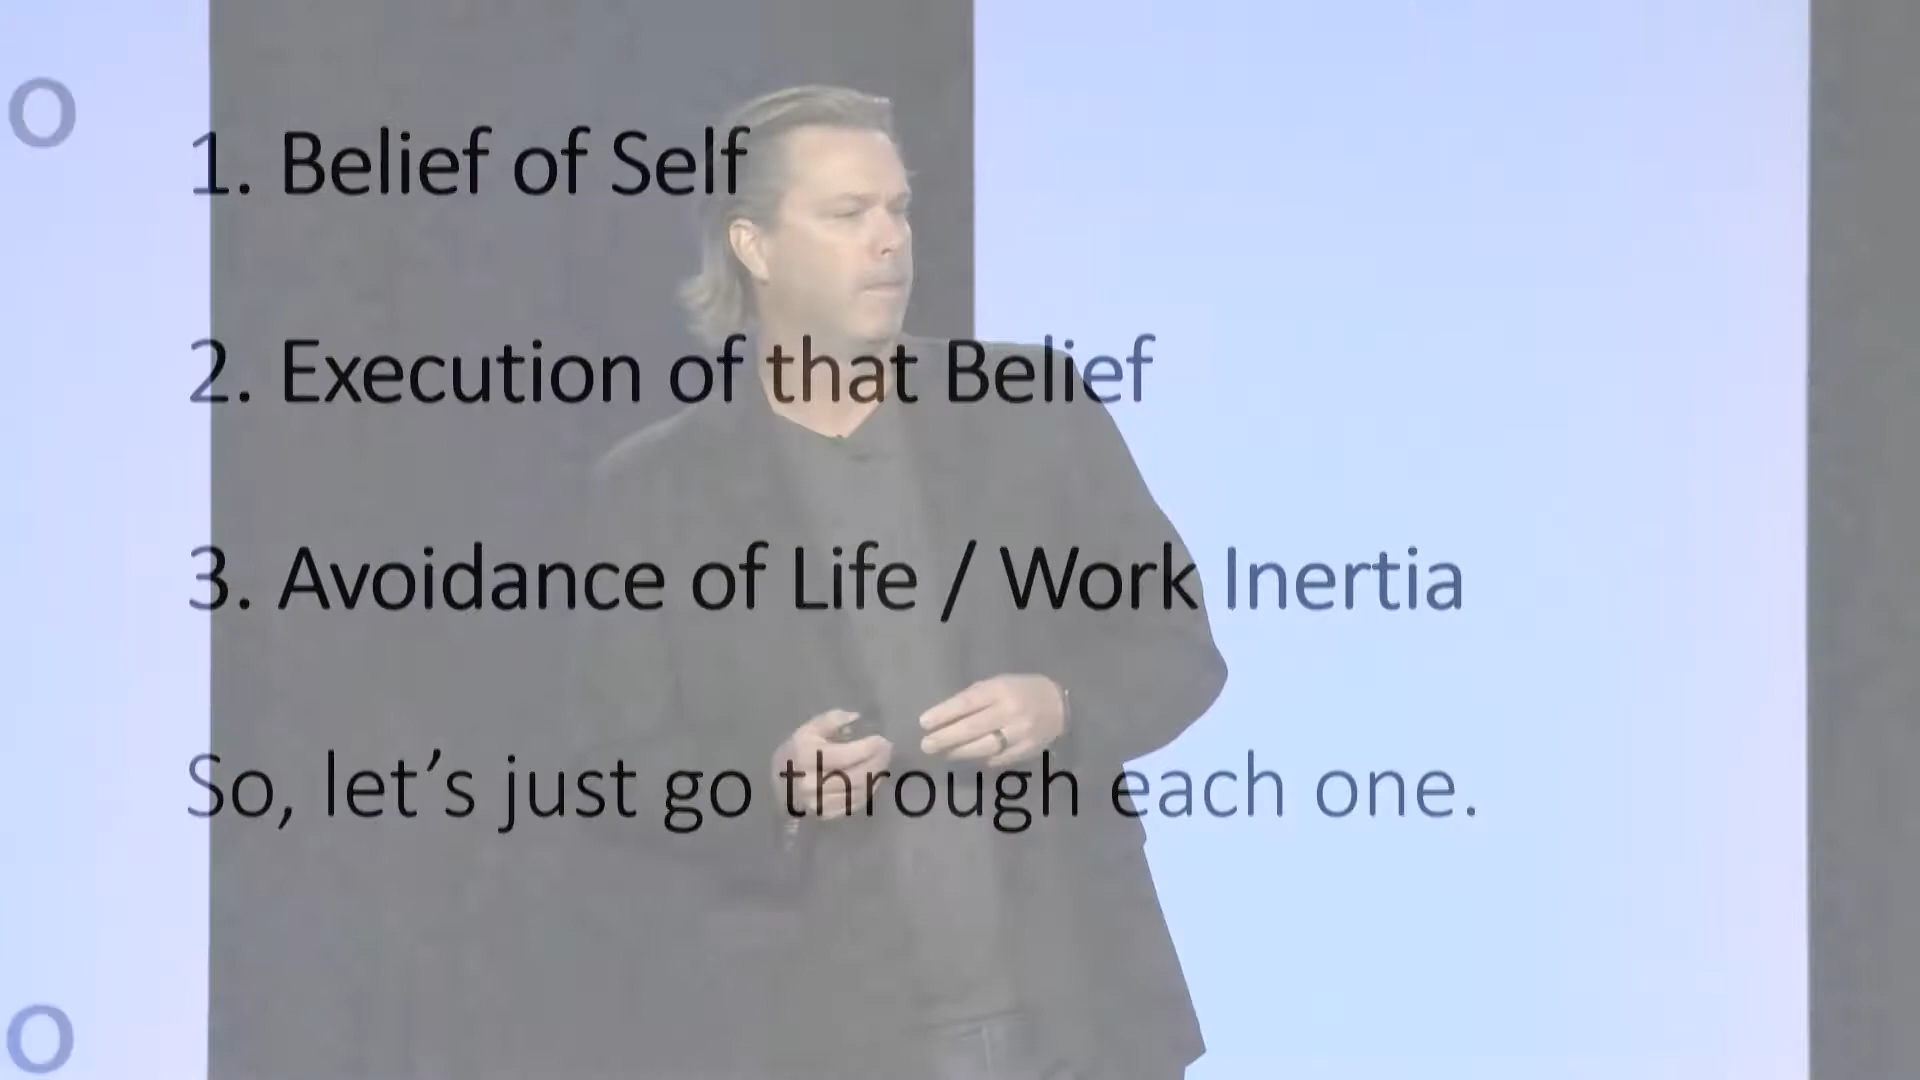 O
1. Belief of Self
2. Execution of that Belief
3. Avoidance of Life / Work Inertia
So, let’s just go through each one.
O